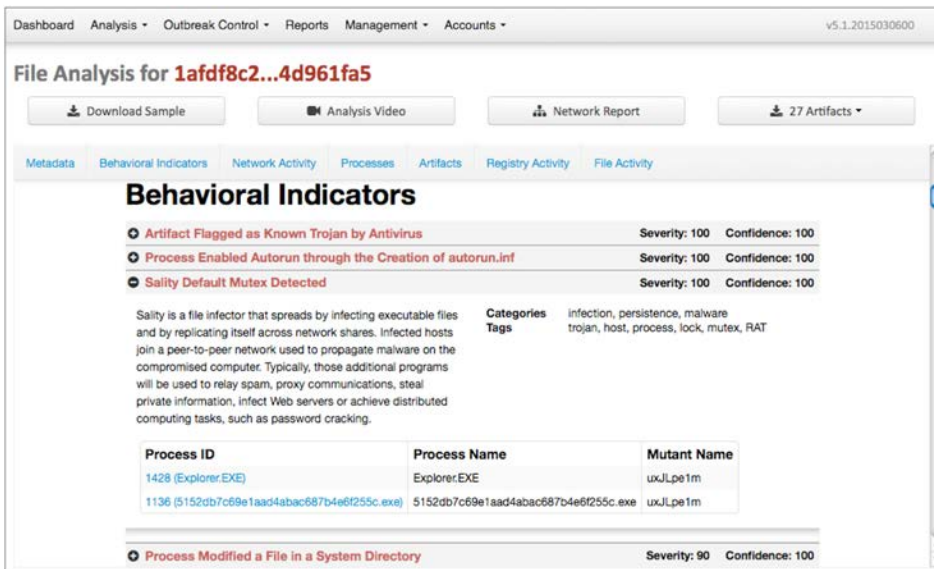 Dashboard Analysis Outbreak Control Reports Management Accounts v5.1.2015030600
File Analysis for 1afdf8c2...4d961fa5
Download Sample Analysis Video Network Report 27 Artifacts
Metadata Behavioral Indicators Network Activity Processes Artifacts Registry Activity File Activity
Behavioral Indicators
Artifact Flagged as Known Trojan by Antivirus Severity: 100 Confidence: 100
Process Enabled Autorun through the Creation of autorun.inf Severity: 100 Confidence: 100
Sality Default Mutex Detected Severity: 100 Confidence: 100
Sality is a file infector that spreads by infecting executable files
and by replicating itself across network shares. Infected hosts
join a peer-to-peer network used to propagate malware on the
compromised computer. Typically, those additional programs
will be used to relay spam, proxy communications, steal
private information, infect Web servers or achieve distributed
computing tasks, such as password cracking.
Categories infection, persistence, malware
Tags trojan, host, process, lock, mutex, RAT
Process ID Process Name Mutant Name
1428 (Explorer.EXE) Explorer.EXE uxJLpe1m
1136 (5152db7c69e1aad4abac687b4e6f255c.exe) 5152db7c69e1aad4abac687b4e6f255c.exe uxJLpe1m
Process Modified a File in a System Directory Severity: 90 Confidence: 100